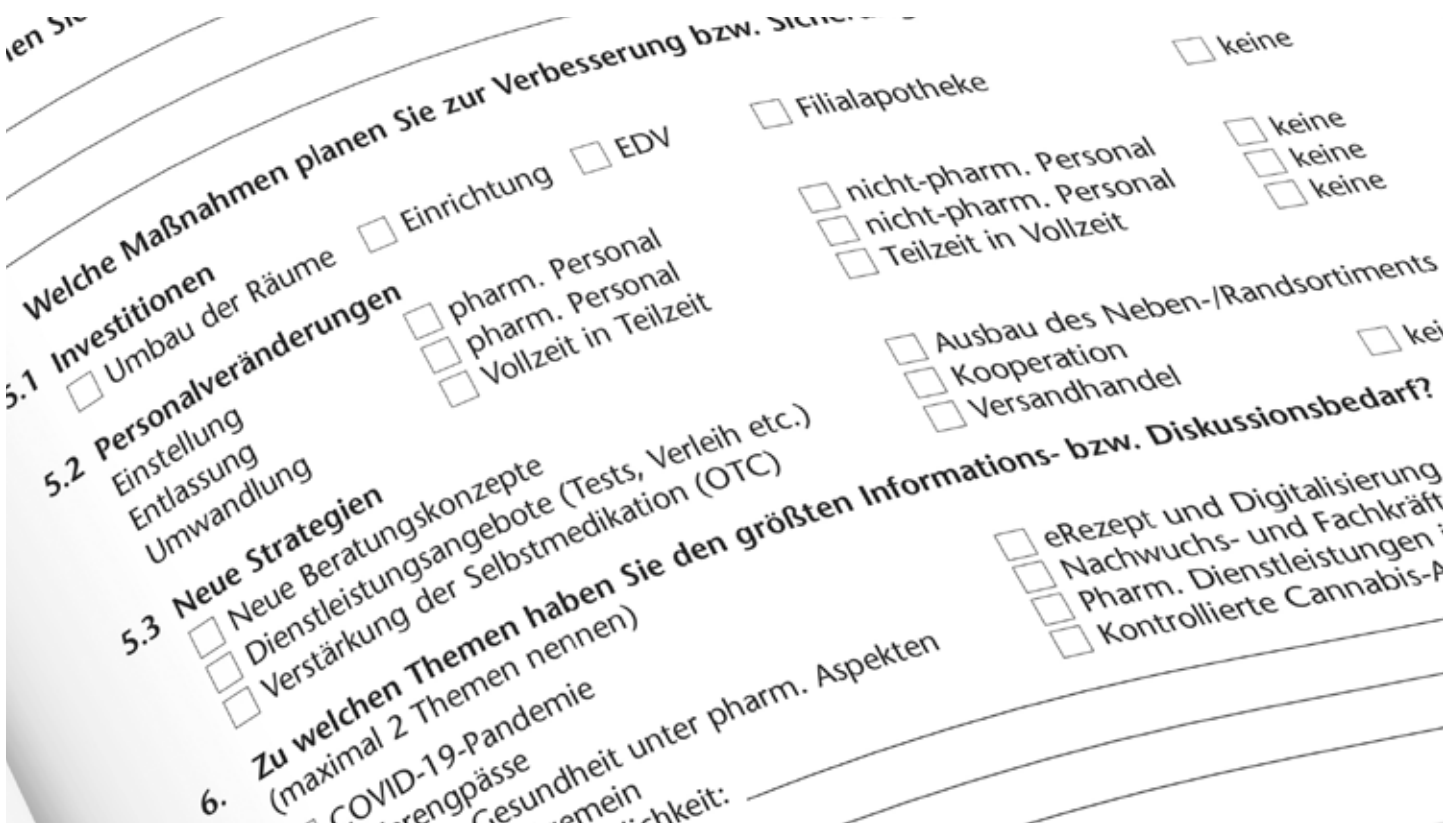 Welche Maßnahmen planen Sie zur Verbesserung bzw.
5.1 Investitionen
Umbau der Räume Einrichtung EDV Filialapotheke keine
5.2 Personalveränderungen
Einstellung pharm. Personal nicht-pharm. Personal keine
Entlassung pharm. Personal nicht-pharm. Personal keine
Umwandlung Vollzeit in Teilzeit Teilzeit in Vollzeit keine
5.3 Neue Strategien
Neue Beratungskonzepte Ausbau des Neben-/Randsortiments
Dienstleistungsangebote (Tests, Verleih etc.) Kooperation
Verstärkung der Selbstmedikation (OTC) Versandhandel
6. Zu welchen Themen haben Sie den größten Informations- bzw. Diskussionsbedarf?
(maximal 2 Themen nennen)
COVID-19-Pandemie eRezept und Digitalisierung
Nachwuchs- und
Gesundheit unter pharm. Aspekten Pharm. Dienstleistungen
Kontrollierte